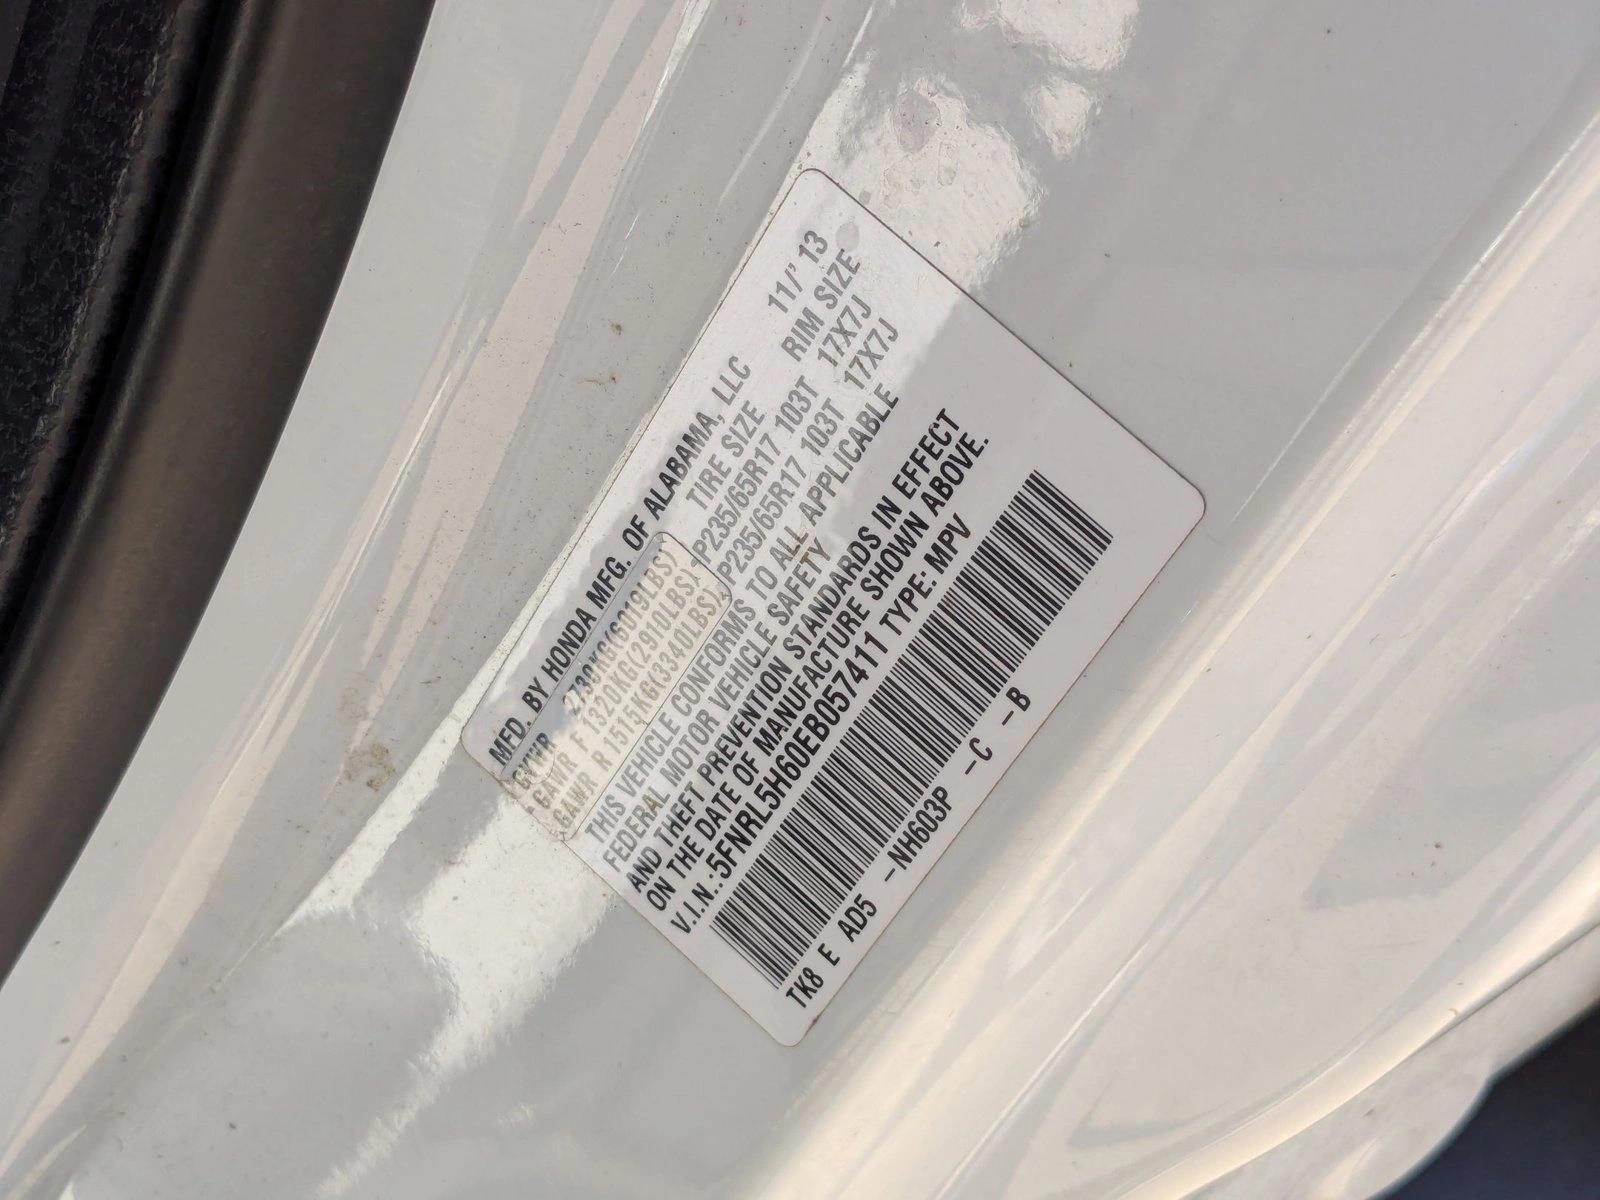 MFD. BY HONDA MFG. OF ALABAMA, LLC 11/'13
GVWR 2730KG(6019LBS) TIRE SIZE RIM SIZE
GAWR F 1320KG(2910LBS) P235/65R17 103T 17X7J
GAWR R 1515KG(3340LBS) P235/65R17 103T 17X7J
THIS VEHICLE CONFORMS TO ALL APPLICABLE
FEDERAL MOTOR VEHICLE SAFETY
AND THEFT PREVENTION STANDARDS IN EFFECT
ON THE DATE OF MANUFACTURE SHOWN ABOVE.
V.I.N.:5FNRL5H60EB057411 TYPE: MPV
TK8 E AD5 -NH603P -C -B